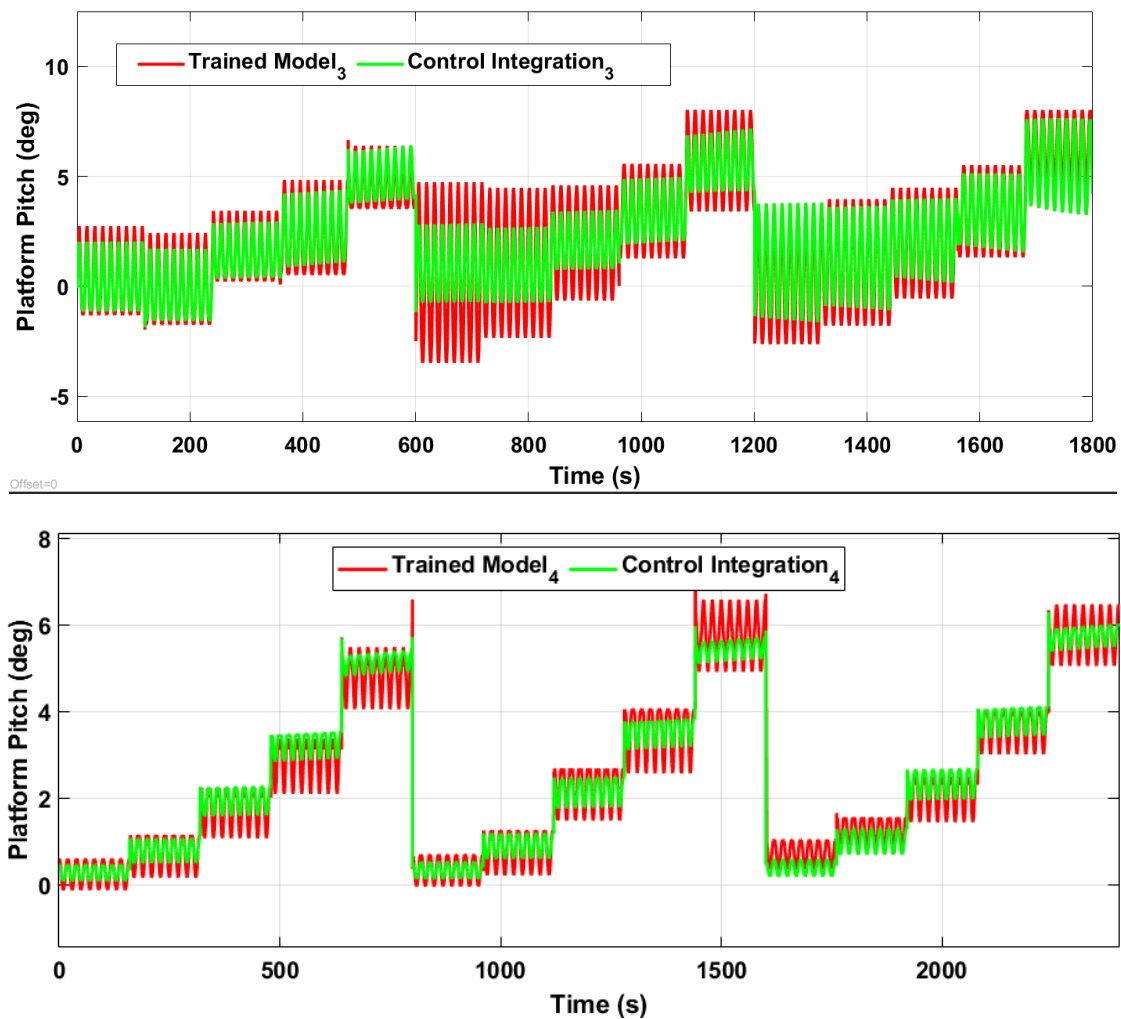 Trained Model3 Control Integration3
10
5
0
-5
Platform Pitch (deg)
0 200 400 600 800 1000 1200 1400 1600 1800
Time (s)
Offset=0
Trained Model4 Control Integration4
8
6
4
2
0
Platform Pitch (deg)
0 500 1000 1500 2000
Time (s)